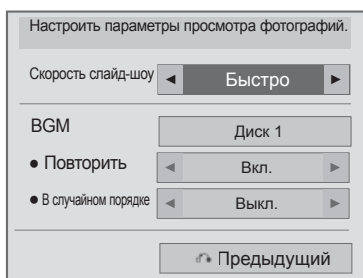 Настроить параметры просмотра фотографий.
Скорость слайд-шоу ◄ Быстро ►
BGM Диск 1
● Повторить ◄ Вкл. ►
● В случайном порядке ◄ Выкл. ►
Предыдущий